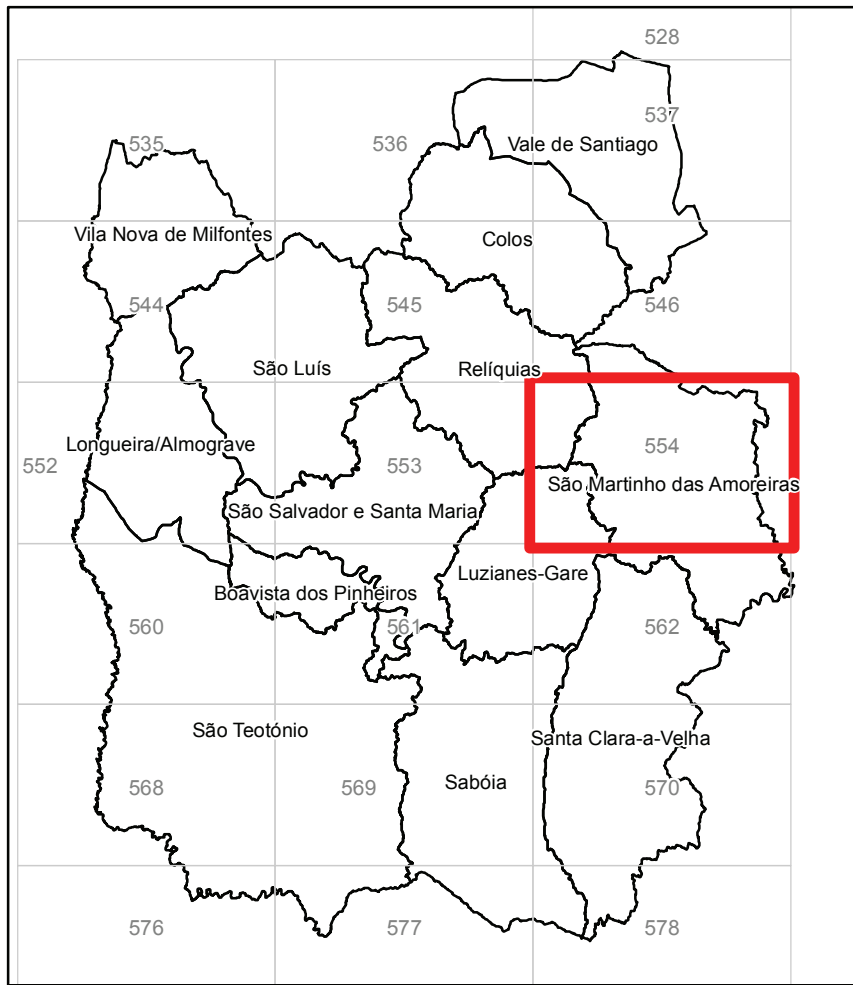 528
537
Vale de Santiago
535
536
Vila Nova de Milfontes
Colos
544
545
546
São Luís
Relíquias
Longueira/Almograve
554
552
553
São Martinho das Amoreiras
São Salvador e Santa Maria
Luzianes-Gare
Boavista dos Pinheiros
560
561
562
São Teotónio
Santa Clara-a-Velha
568
569
Sabóia
570
576
577
578